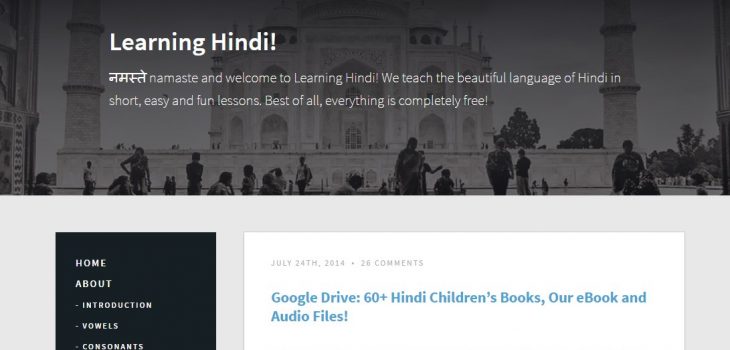 Learning Hindi!
नमस्ते namaste and welcome to Learning Hindi! We teach the beautiful language of Hindi in
short, easy and fun lessons. Best of all, everything is completely free!
HOME
ABOUT
- INTRODUCTION
- VOWELS
- CONSONANTS
JULY 24TH, 2014 • 26 COMMENTS
Google Drive: 60+ Hindi Children’s Books, Our eBook and
Audio Files!